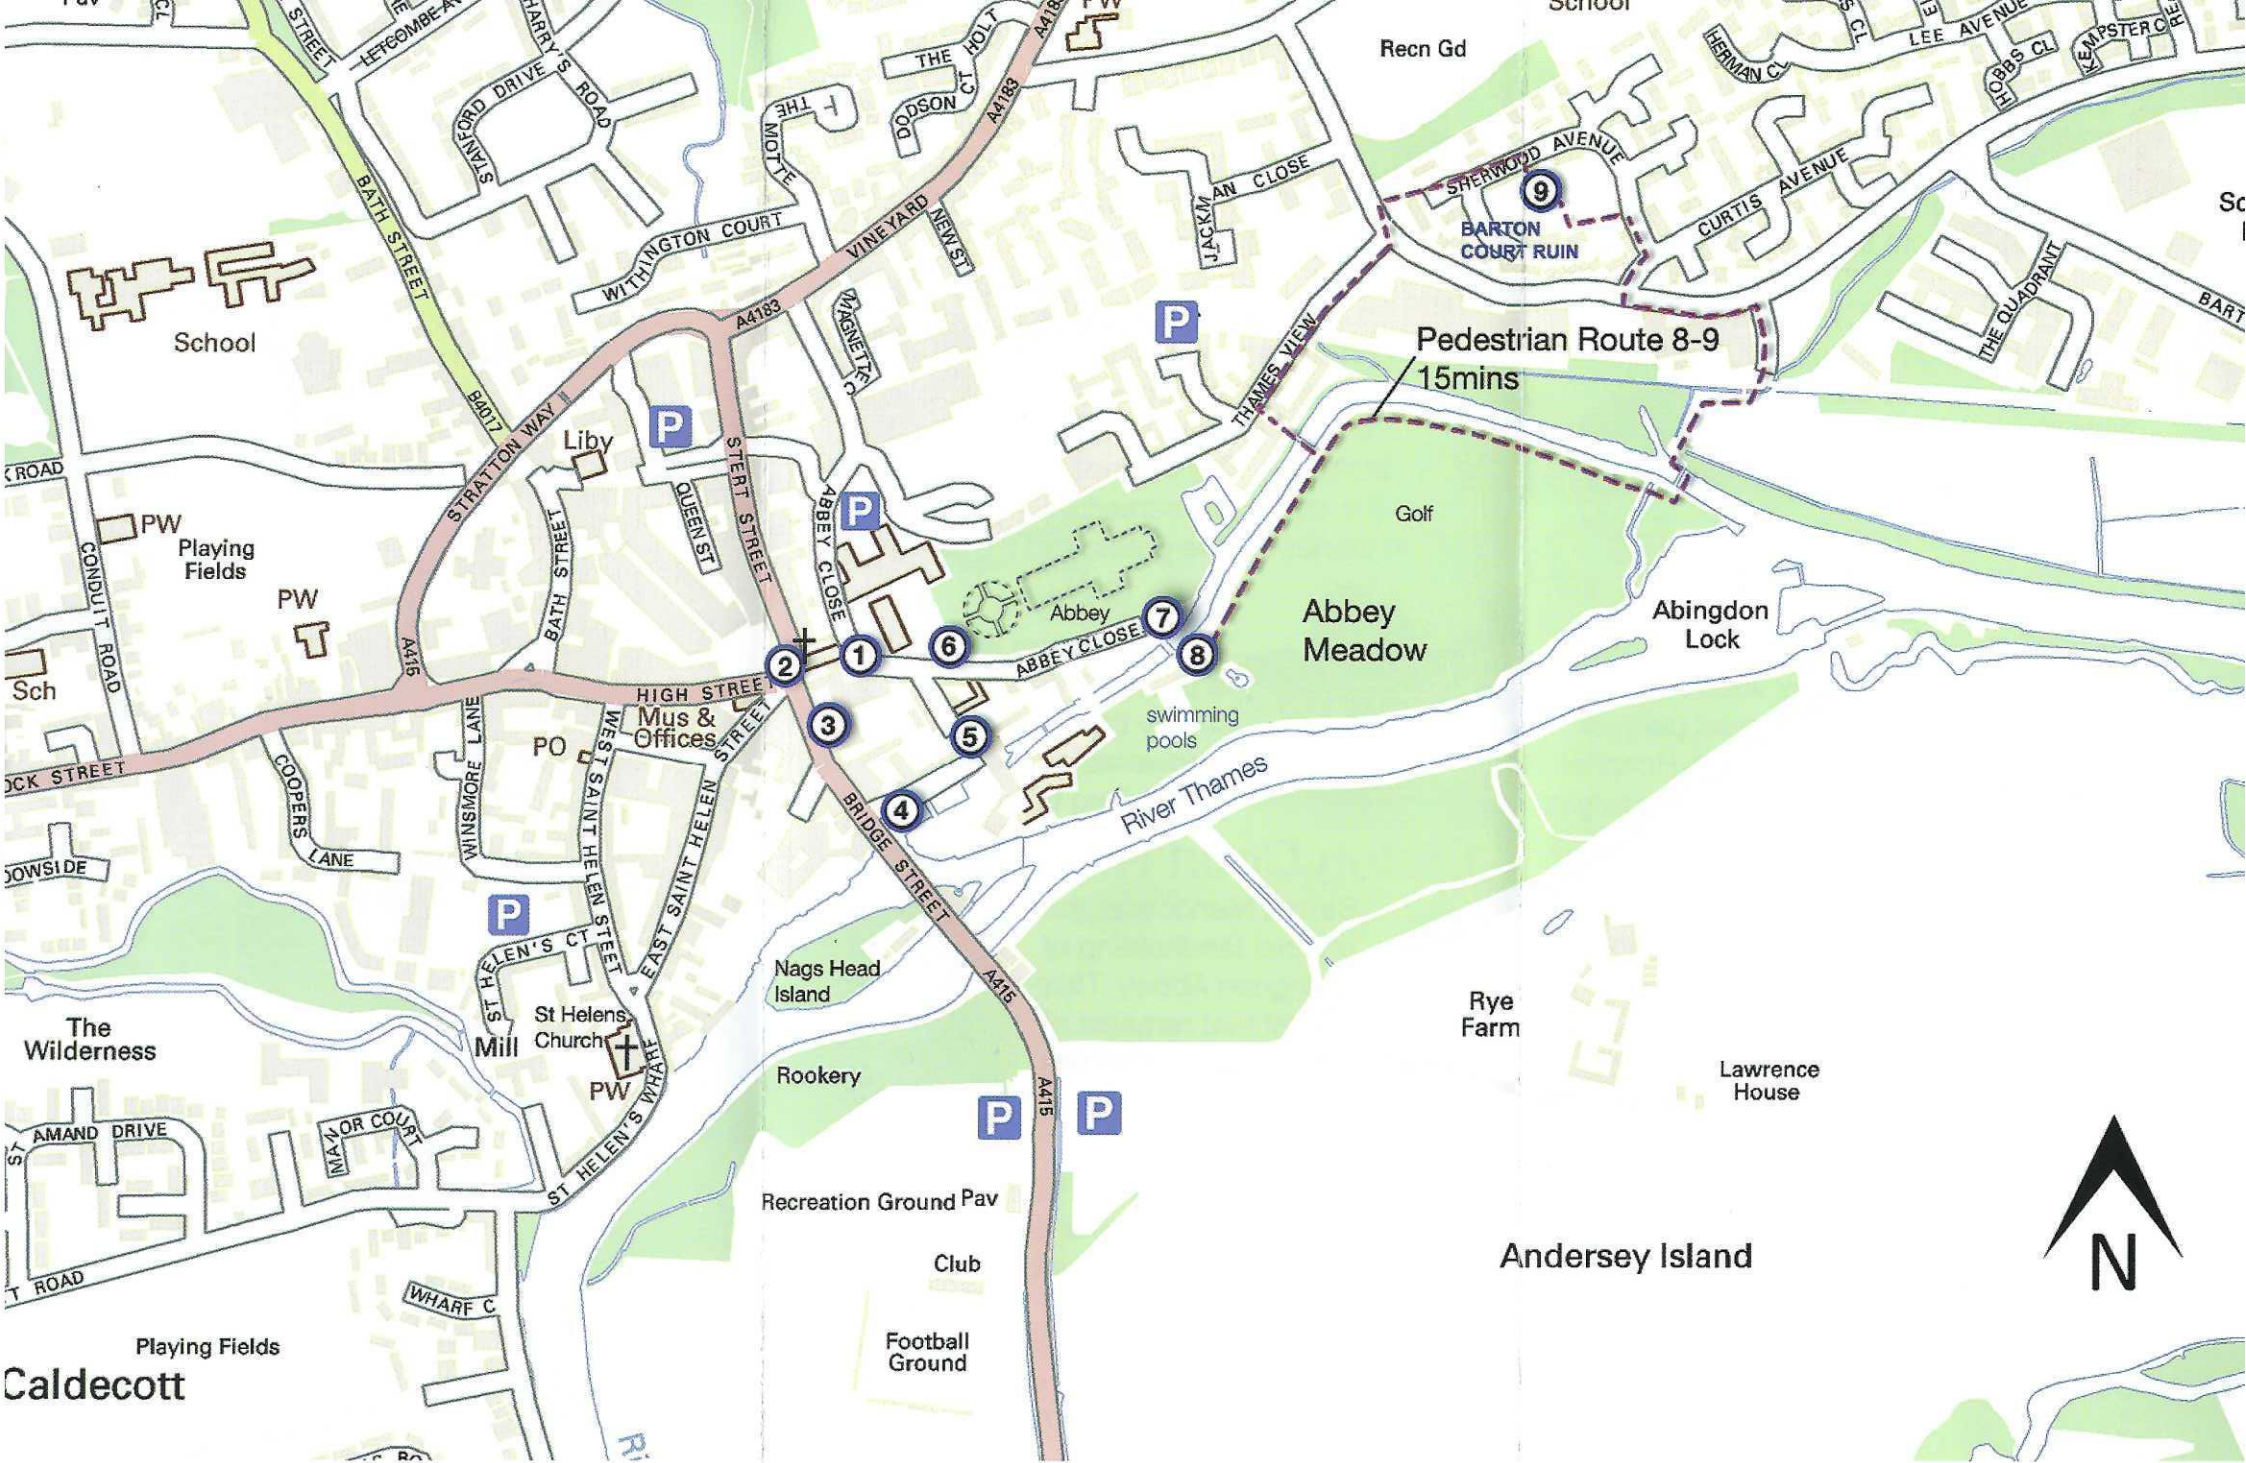 Pav
CL
STREET
LETCOMBE AV
HARRY'S ROAD
STANFORD DRIVE
THE HOLT
DODSON CT
A4183
PW
Recn Gd
School
HERMAN CL
S CL
LEE AVENUE
HOBBS CL
KEMPSTER C
THE MOTTE
A4183
BATH STREET
WITHINGTON COURT
VINEYARD
NEW ST
JACKMAN CLOSE
SHERWOOD AVENUE
9
BARTON
COURT RUIN
CURTIS AVENUE
THE QUADRANT
BART
School
A4183
MAGNETTE C
P
THAMES VIEW
Pedestrian Route 8-9
15mins
B4017
STRATTON WAY
Liby
P
STERT STREET
QUEEN ST
K ROAD
PW
Playing
Fields
CONDUIT ROAD
PW
BATH STREET
ABBEY CLOSE
P
Golf
Abbey
ABBEY CLOSE
7
8
6
1
2
Abbey
Meadow
Abingdon
Lock
Sch
A415
HIGH STREE
Mus &
Offices
3
5
swimming
pools
PO
OCK STREET
COOPERS
LANE
WINSMORE LANE
WEST SAINT HELEN STEET
EAST SAINT HELEN STREET
4
BRIDGE STREET
River Thames
OWSIDE
P
ST HELEN'S CT
Nags Head
Island
A415
The
Wilderness
Mill
St Helens
Church
PW
Rookery
Rye
Farm
Lawrence
House
A415
P
P
ST AMAND DRIVE
MANOR COURT
ST HELEN'S WHARF
Recreation Ground
Pav
Club
Andersey Island
N
T ROAD
WHARF C
Playing Fields
Football
Ground
Caldecott
Ri